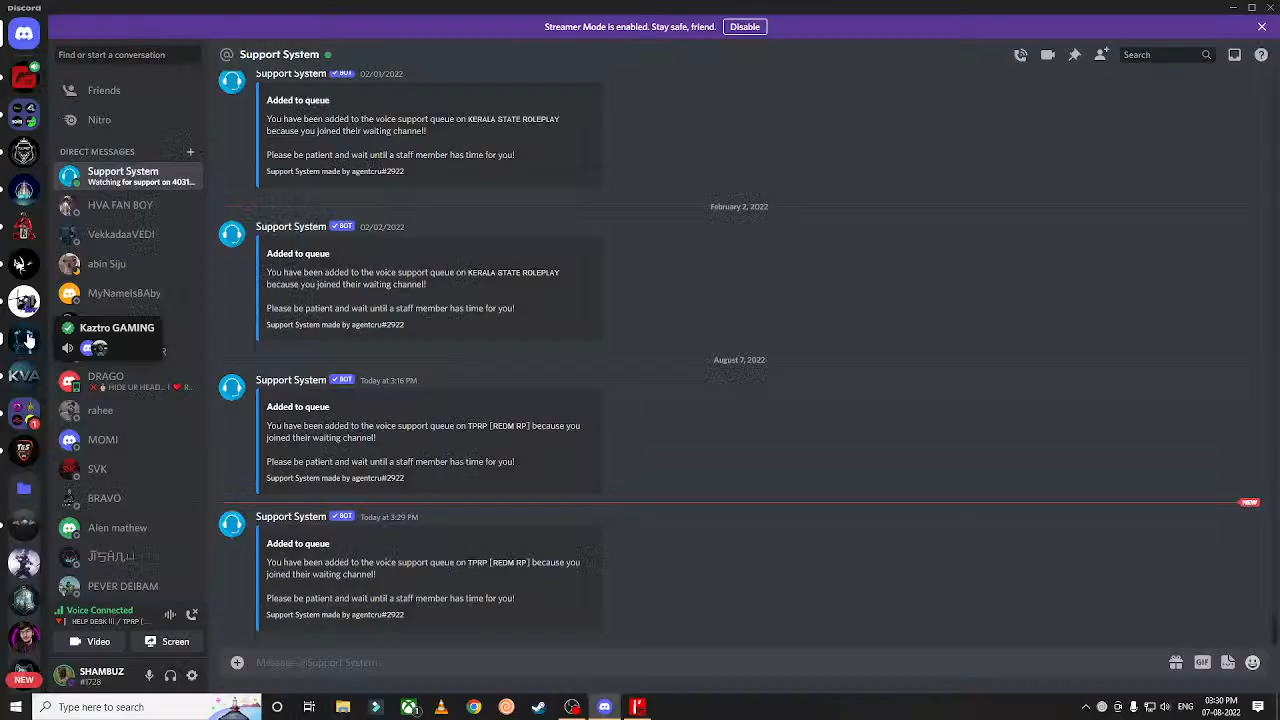 Discord
Streamer Mode is enabled. Stay safe, friend. Disable
Find or start a conversation
Support System
Search
Friends
Nitro
DIRECT MESSAGES
Support System
Watching for support on 4031...
HVA FAN BOY
VekkadaaVEDI
abin Siju
MyNameIsBAby
Kaztro GAMING
DRAGO
HIDE UR HEAD... I ❤ R...
rahee
MOMI
SVK
BRAVO
Alen mathew
PEVER DEIBAM
Voice Connected
Video
Screen
SHAMBUZ
#1728
NEW
KVA
1
Support System BOT 02/01/2022
Added to queue
You have been added to the voice support queue on KERALA STATE ROLEPLAY
because you joined their waiting channel!
Please be patient and wait until a staff member has time for you!
Support System made by agentcru#2922
February 2, 2022
Support System BOT 02/02/2022
Added to queue
You have been added to the voice support queue on KERALA STATE ROLEPLAY
because you joined their waiting channel!
Please be patient and wait until a staff member has time for you!
Support System made by agentcru#2922
August 7, 2022
Support System BOT Today at 3:16 PM
Added to queue
You have been added to the voice support queue on TPRP [REDM RP] because you
joined their waiting channel!
Please be patient and wait until a staff member has time for you!
Support System made by agentcru#2922
NEW
Support System BOT Today at 3:29 PM
Added to queue
You have been added to the voice support queue on TPRP [REDM RP] because you
joined their waiting channel!
Please be patient and wait until a staff member has time for you!
Support System made by agentcru#2922
Message @Support System
GIF
Type here to search
ENG
03:30 PM
07-08-2022